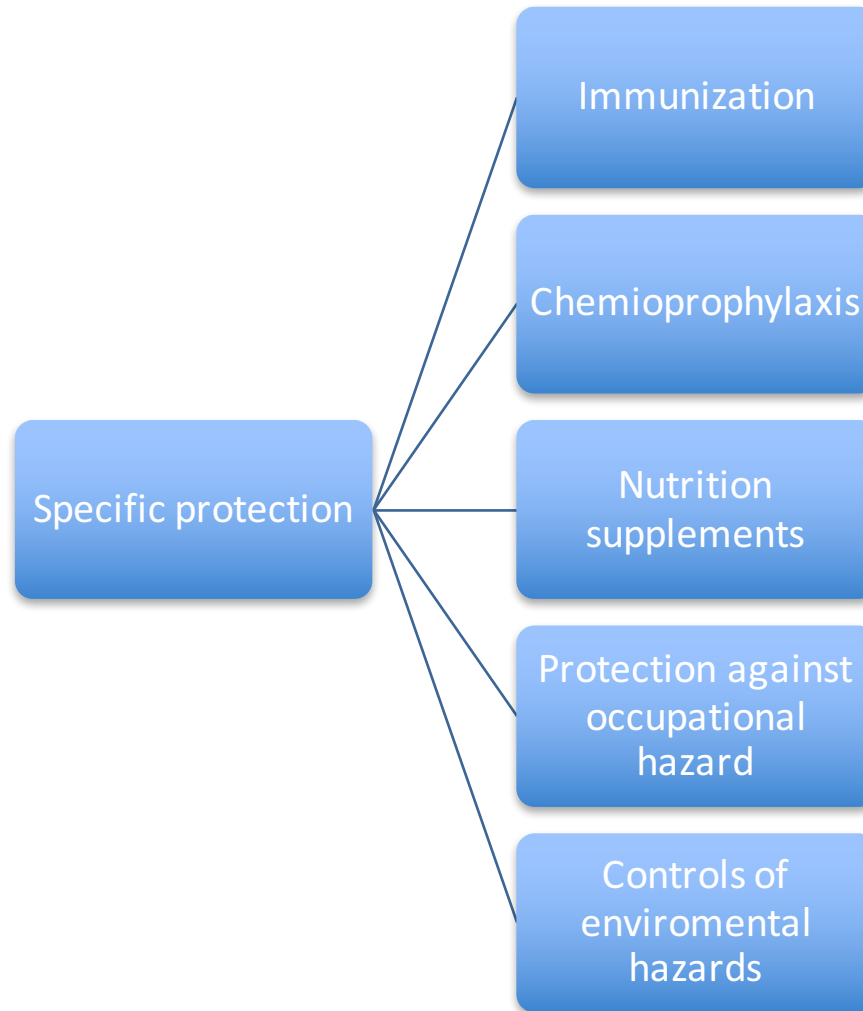 Immunization
Chemioprophylaxis
Specific protection
Nutrition
supplements
Protection against
occupational
hazard
Controls of
enviromental
hazards